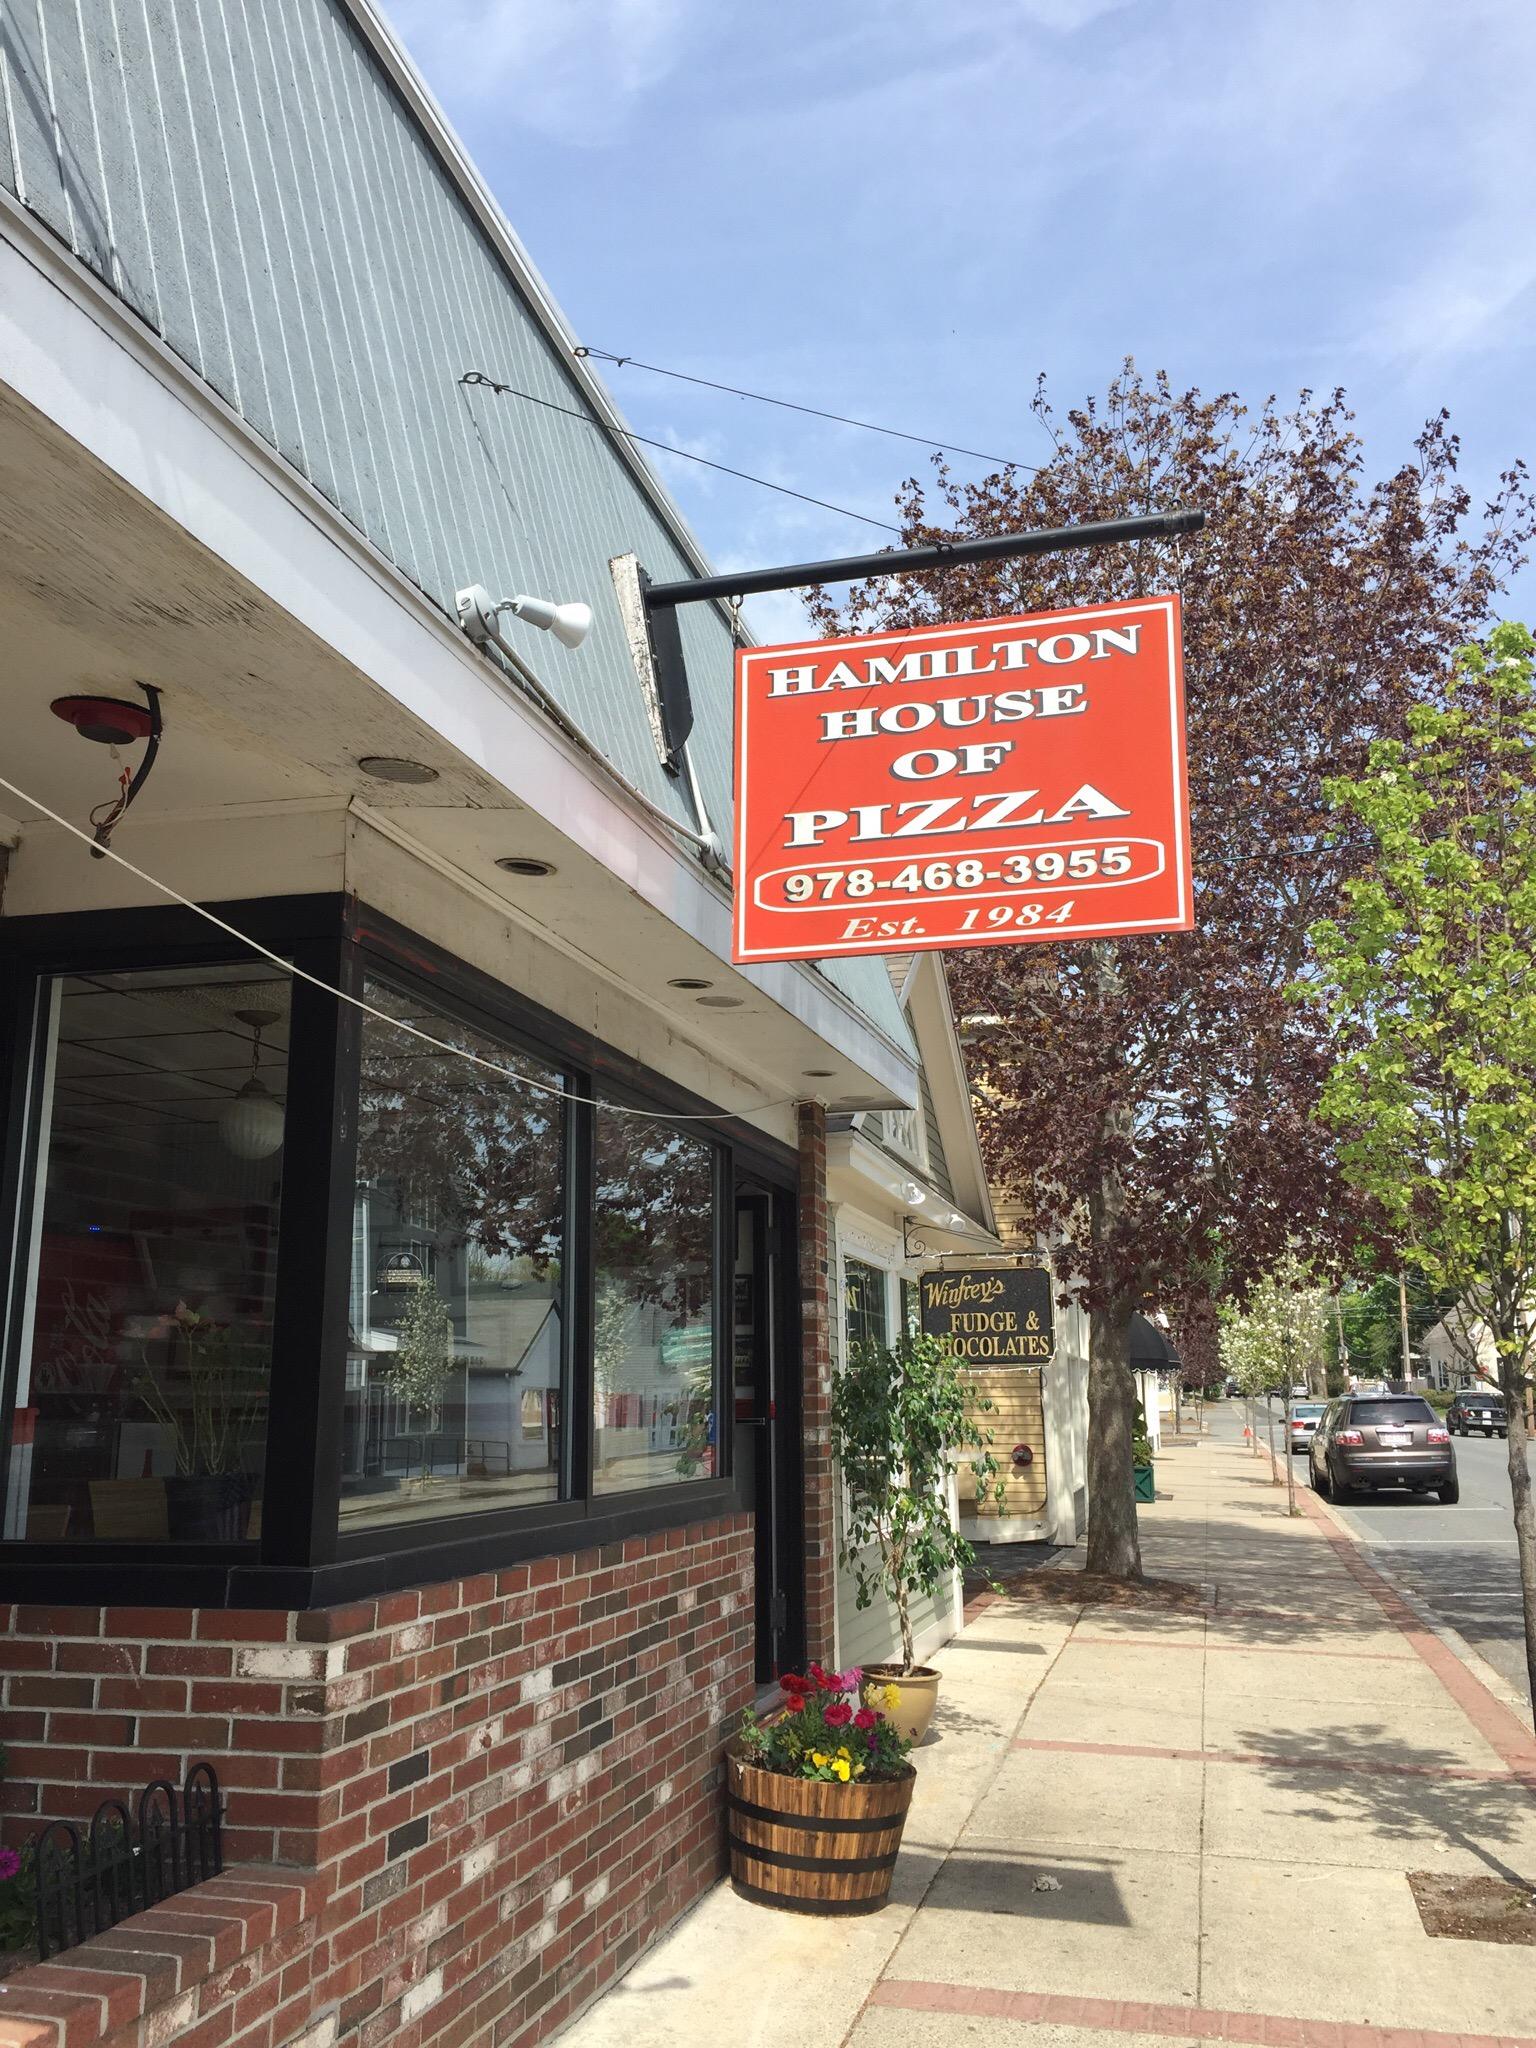 HAMILTON
HOUSE
OF
PIZZA
978-468-3955
Est. 1984
Winfrey's
FUDGE &
CHOCOLATES